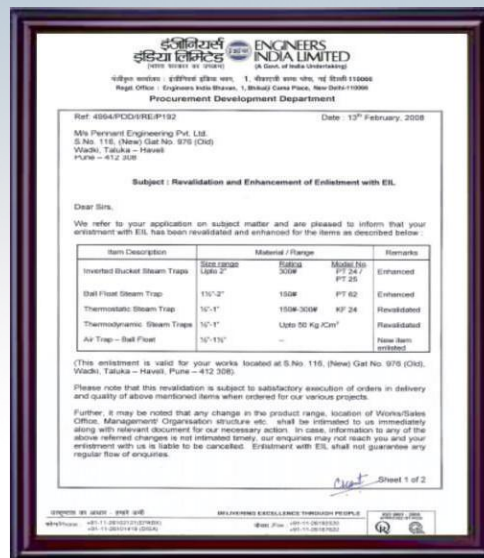 इंजीनियर्स ENGINEERS
इंडिया लिमिटेड INDIA LIMITED
(भारत सरकार का उपक्रम) (A Govt. of India Undertaking)
पंजीकृत कार्यालय : इंजीनियर्स इंडिया भवन, 1, भीकाएजी कामा प्लेस, नई दिल्ली-110066
Regd. Office : Engineers India Bhavan, 1, Bhikaiji Cama Place, New Delhi-110066
Procurement Development Department
Ref: 4994/PDD/I/RE/P192 Date : 13th February, 2008
M/s Pennant Engineering Pvt. Ltd.
S.No. 116, (New) Gat No. 976 (Old)
Wadki, Taluka – Haveli
Pune – 412 308
Subject : Revalidation and Enhancement of Enlistment with EIL
Dear Sirs,
We refer to your application on subject matter and are pleased to inform that your
enlistment with EIL has been revalidated and enhanced for the items as described below :
Item Description Material / Range Remarks
Size range Rating Model No.
Inverted Bucket Steam Traps Upto 2" 300# PT 24 / PT 25 Enhanced
Ball Float Steam Trap 1½"-2" 150# PT 62 Enhanced
Thermostatic Steam Trap ½"-1" 150#-300# KF 24 Revalidated
Thermodynamic Steam Traps ½"-1" Upto 50 Kg /Cm² Revalidated
Air Trap – Ball Float ½"-1½" -- New item enlisted
(This enlistment is valid for your works located at S.No. 116, (New) Gat No. 976 (Old),
Wadki, Taluka – Haveli, Pune – 412 308).
Please note that this revalidation is subject to satisfactory execution of orders in delivery
and quality of above mentioned items when ordered for our various projects.
Further, it may be noted that any change in the product range, location of Works/Sales
Office, Management/ Organisation structure etc. shall be intimated to us immediately
along with relevant document for our necessary action. In case, information to any of the
above referred changes is not intimated timely, our enquiries may not reach you and your
enlistment with us is liable to be cancelled. Enlistment with EIL shall not guarantee any
regular flow of enquiries.
Sheet 1 of 2
DELIVERING EXCELLENCE THROUGH PEOPLE